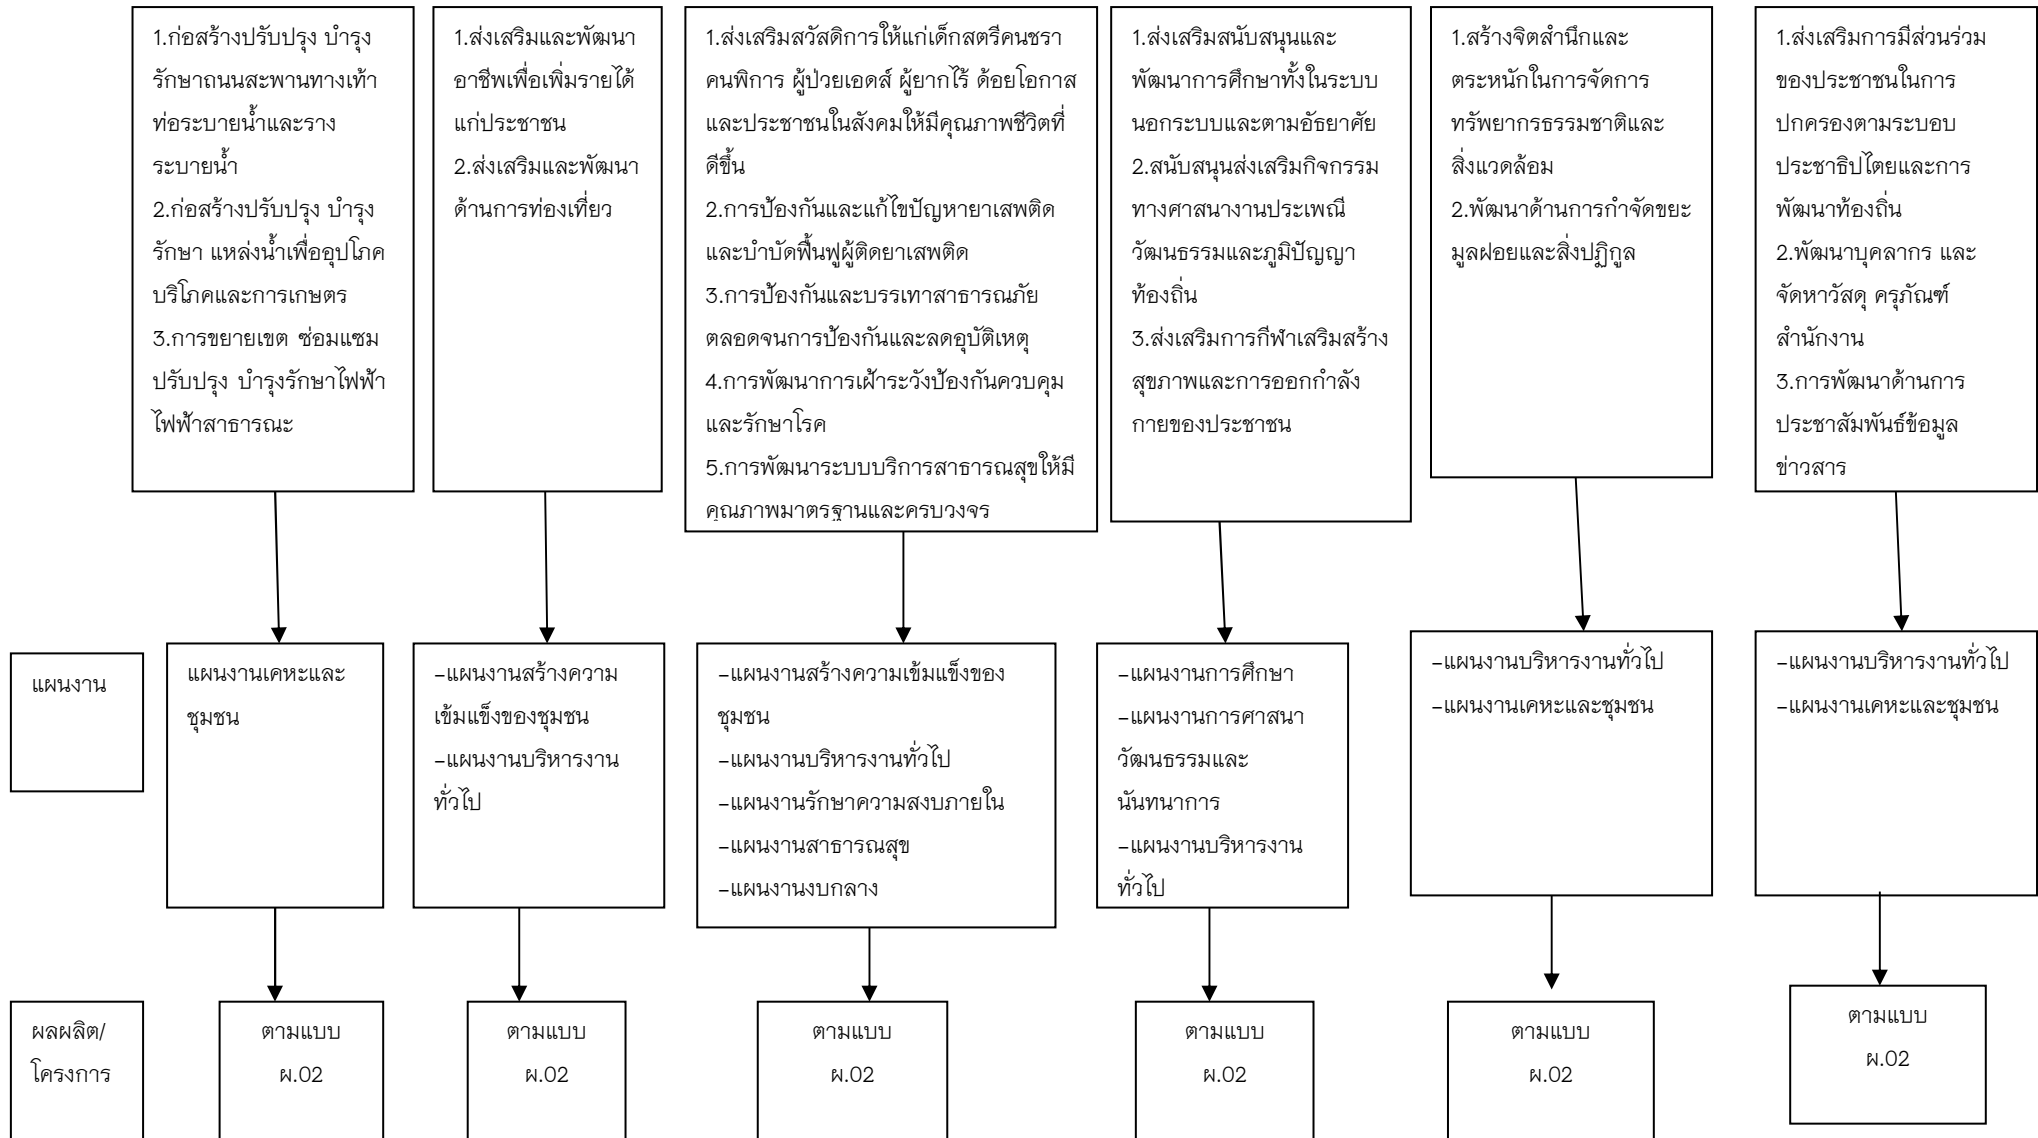 1.ก่อสร้างปรับปรุง บำรุง
รักษาถนนสะพานทางเท้า
ท่อระบายน้ำและราง
ระบายน้ำ
2.ก่อสร้างปรับปรุง บำรุง
รักษา แหล่งน้ำเพื่ออุปโภค
บริโภคและการเกษตร
3.การขยายเขต ซ่อมแซม
ปรับปรุง บำรุงรักษาไฟฟ้า
ไฟฟ้าสาธารณะ
1.ส่งเสริมและพัฒนา
อาชีพเพื่อเพิ่มรายได้
แก่ประชาชน
2.ส่งเสริมและพัฒนา
ด้านการท่องเที่ยว
1.ส่งเสริมสวัสดิการให้แก่เด็กสตรีคนชรา
คนพิการ ผู้ป่วยเอดส์ ผู้ยากไร้ ด้อยโอกาส
และประชาชนในสังคมให้มีคุณภาพชีวิตที่
ดีขึ้น
2.การป้องกันและแก้ไขปัญหายาเสพติด
และบำบัดฟื้นฟูผู้ติดยาเสพติด
3.การป้องกันและบรรเทาสาธารณภัย
ตลอดจนการป้องกันและลดอุบัติเหตุ
4.การพัฒนาการเฝ้าระวังป้องกันควบคุม
และรักษาโรค
5.การพัฒนาระบบบริการสาธารณสุขให้มี
คุณภาพมาตรฐานและครบวงจร
1.ส่งเสริมสนับสนุนและ
พัฒนาการศึกษาทั้งในระบบ
นอกระบบและตามอัธยาศัย
2.สนับสนุนส่งเสริมกิจกรรม
ทางศาสนางานประเพณี
วัฒนธรรมและภูมิปัญญา
ท้องถิ่น
3.ส่งเสริมการกีฬาเสริมสร้าง
สุขภาพและการออกกำลัง
กายของประชาชน
1.สร้างจิตสำนึกและ
ตระหนักในการจัดการ
ทรัพยากรธรรมชาติและ
สิ่งแวดล้อม
2.พัฒนาด้านการกำจัดขยะ
มูลฝอยและสิ่งปฏิกูล
1.ส่งเสริมการมีส่วนร่วม
ของประชาชนในการ
ปกครองตามระบอบ
ประชาธิปไตยและการ
พัฒนาท้องถิ่น
2.พัฒนาบุคลากร และ
จัดหาวัสดุ ครุภัณฑ์
สำนักงาน
3.การพัฒนาด้านการ
ประชาสัมพันธ์ข้อมูล
ข่าวสาร
แผนงาน
แผนงานเคหะและ
ชุมชน
-แผนงานสร้างความ
เข้มแข็งของชุมชน
-แผนงานบริหารงาน
ทั่วไป
-แผนงานสร้างความเข้มแข็งของ
ชุมชน
-แผนงานบริหารงานทั่วไป
-แผนงานรักษาความสงบภายใน
-แผนงานสาธารณสุข
-แผนงานงบกลาง
-แผนงานการศึกษา
-แผนงานการศาสนา
วัฒนธรรมและ
นันทนาการ
-แผนงานบริหารงาน
ทั่วไป
-แผนงานบริหารงานทั่วไป
-แผนงานเคหะและชุมชน
-แผนงานบริหารงานทั่วไป
-แผนงานเคหะและชุมชน
ผลผลิต/
โครงการ
ตามแบบ
ผ.02
ตามแบบ
ผ.02
ตามแบบ
ผ.02
ตามแบบ
ผ.02
ตามแบบ
ผ.02
ตามแบบ
ผ.02